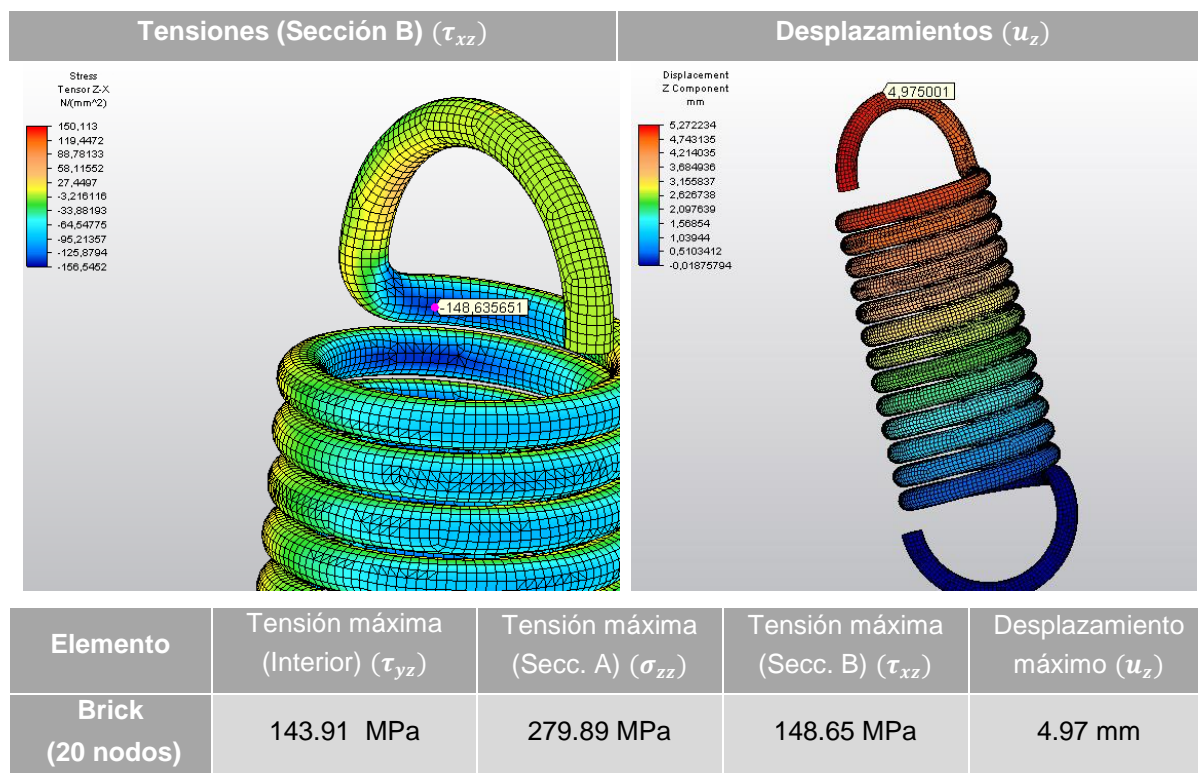 Tensiones (Sección B) (τxz)
Desplazamientos (uz)
Stress
Tensor Z-X
N/(mm^2)
150,113
119,4472
88,78133
58,11552
27,4497
-3,216116
-33,88193
-64,54775
-95,21357
-125,8794
-156,5452
-148,635651
Displacement
Z Component
mm
5,272234
4,743135
4,214035
3,684936
3,155837
2,626738
2,097639
1,56854
1,03944
0,5103412
-0,01875794
4,975001
Elemento
Tensión máxima
(Interior) (τyz)
Tensión máxima
(Secc. A) (σzz)
Tensión máxima
(Secc. B) (τxz)
Desplazamiento
máximo (uz)
Brick
(20 nodos)
143.91 MPa
279.89 MPa
148.65 MPa
4.97 mm